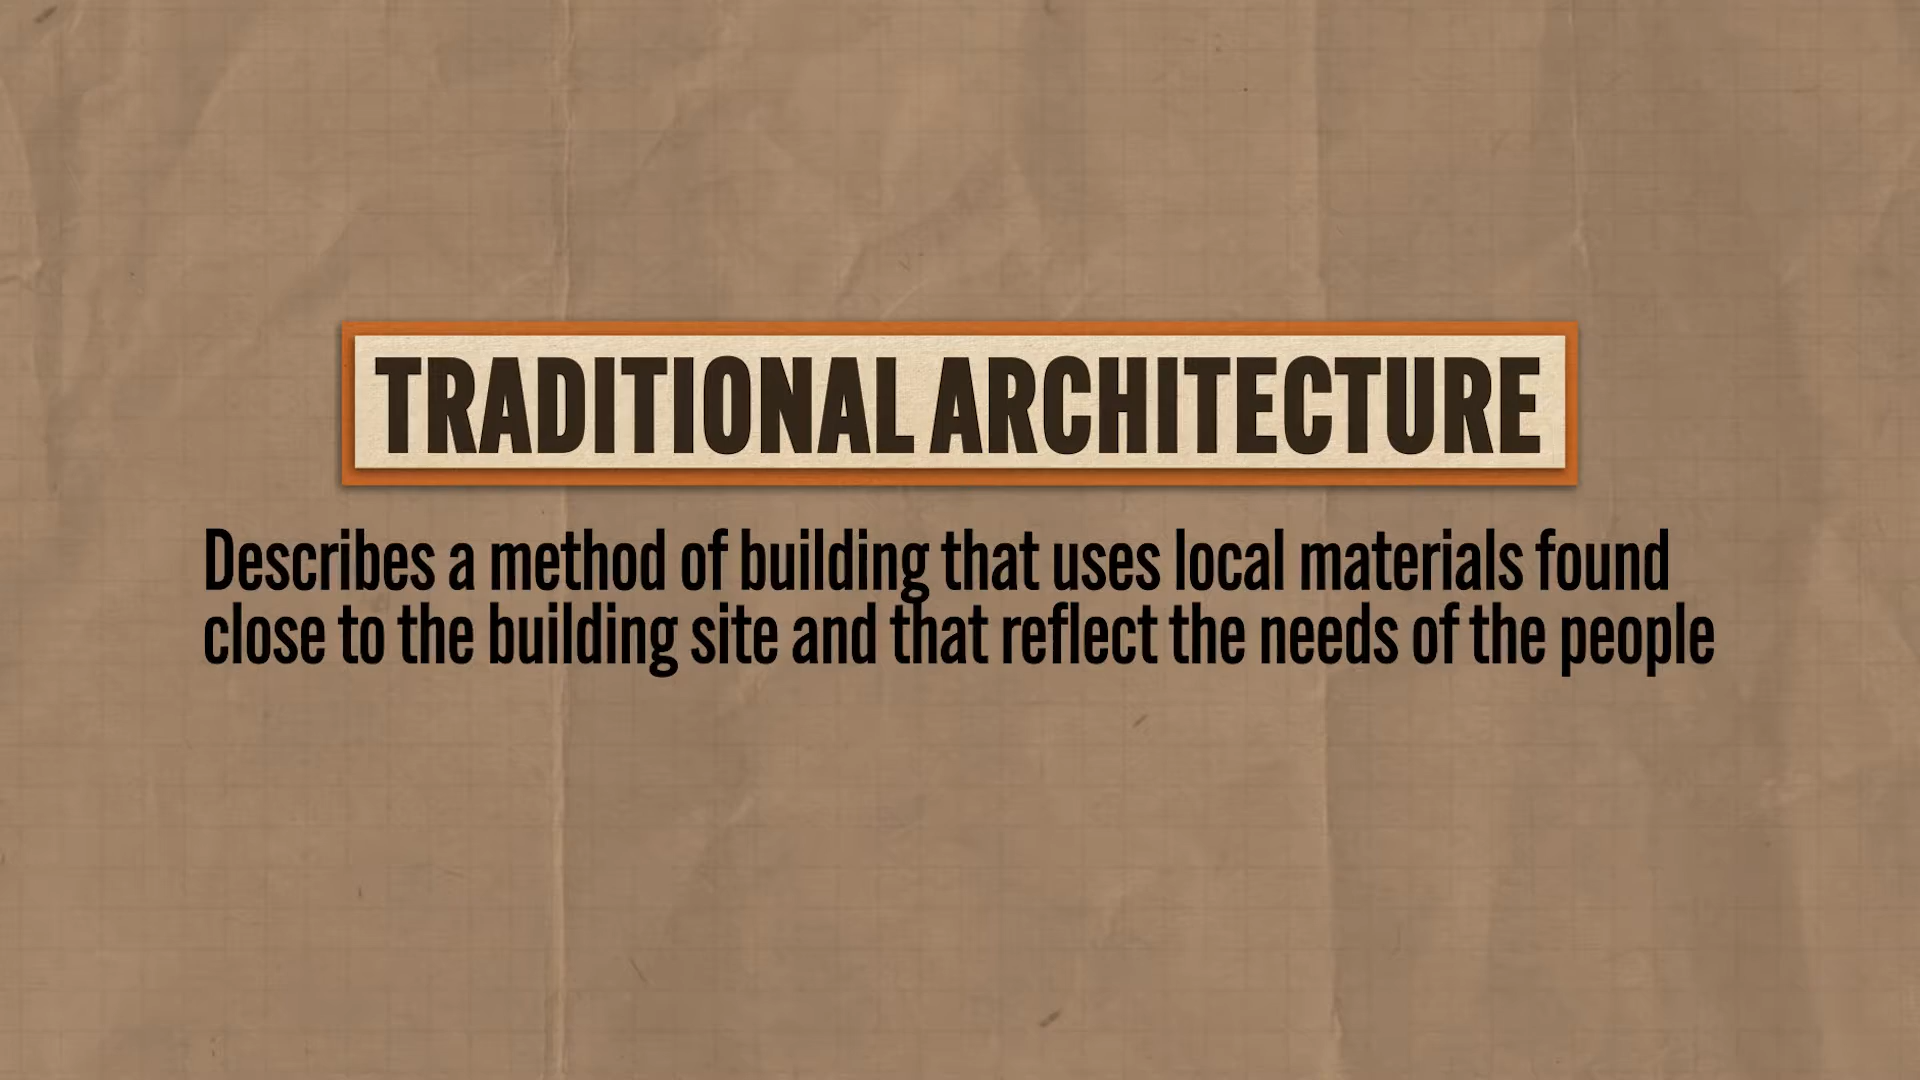 TRADITIONAL ARCHITECTURE
Describes a method of building that uses local materials found
close to the building site and that reflect the needs of the people